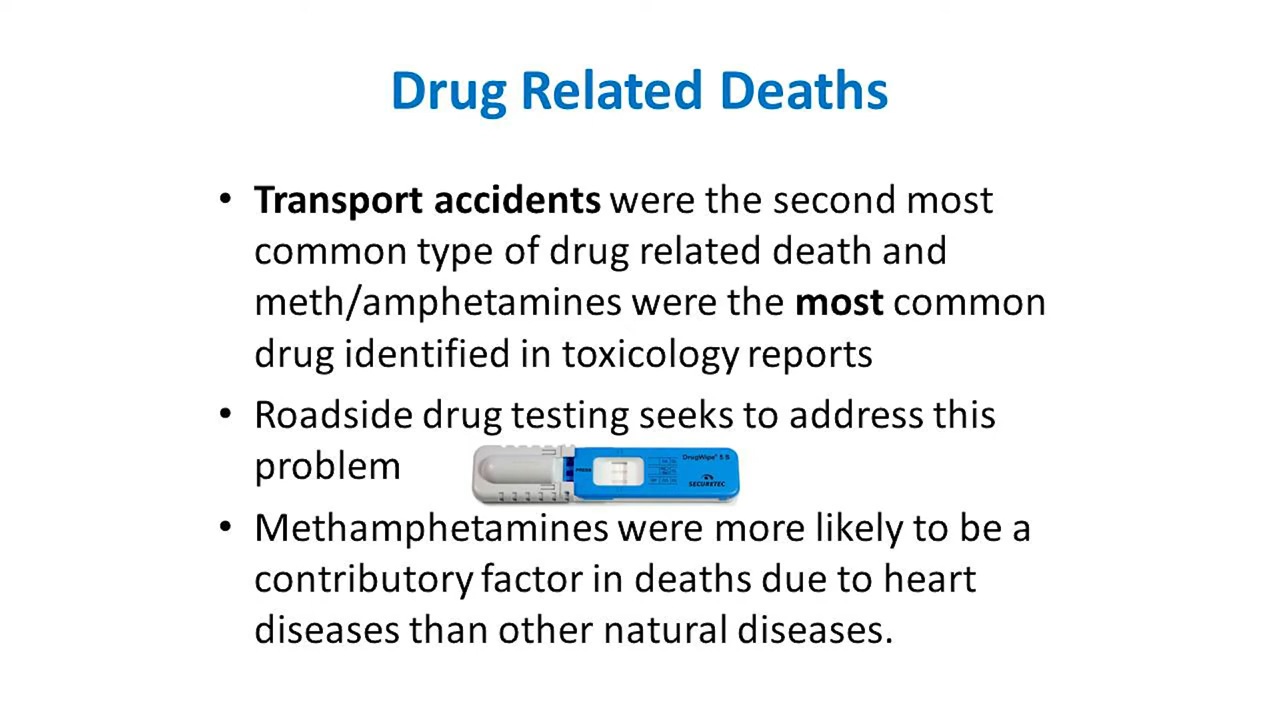 Drug Related Deaths
• Transport accidents were the second most
common type of drug related death and
meth/amphetamines were the most common
drug identified in toxicology reports
• Roadside drug testing seeks to address this
problem
PRESS
DrugWipe® 5 S
SECURETEC
• Methamphetamines were more likely to be a
contributory factor in deaths due to heart
diseases than other natural diseases.